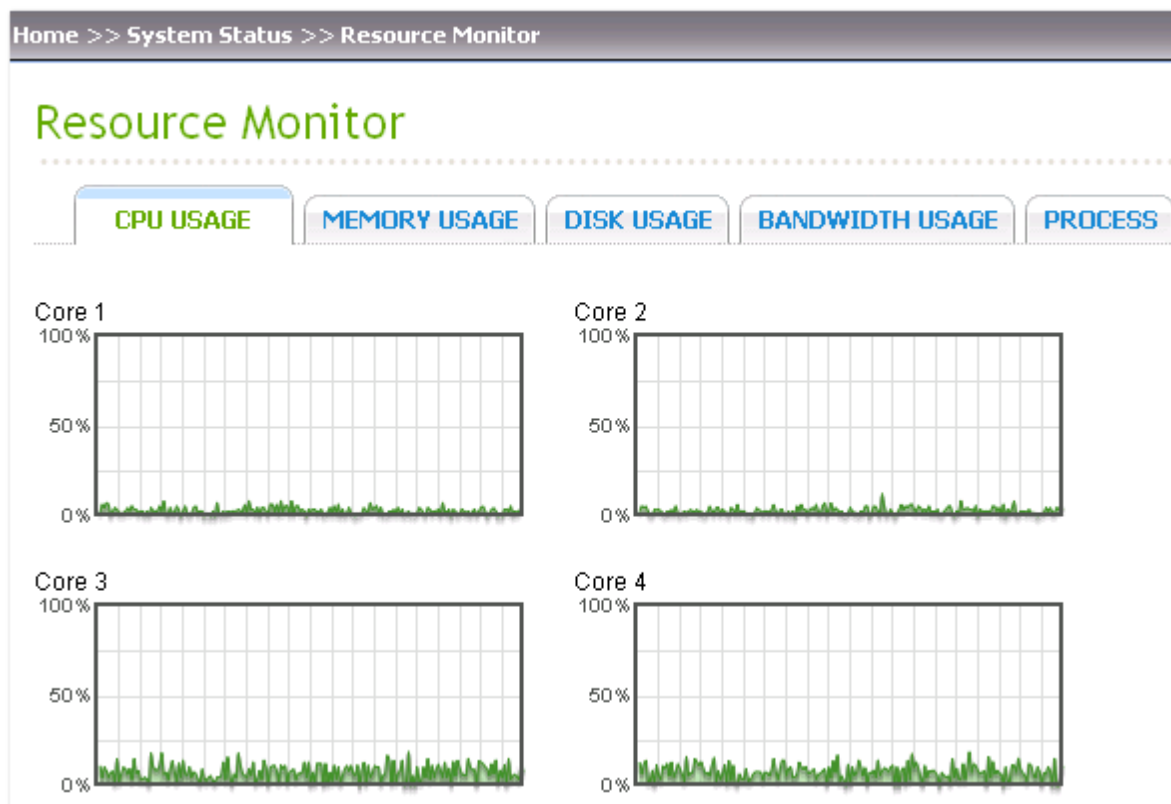 Home >> System Status >> Resource Monitor
Resource Monitor
CPU USAGE MEMORY USAGE DISK USAGE BANDWIDTH USAGE PROCESS
Core 1 Core 2
100% 100%
50% 50%
0% 0%
Core 3 Core 4
100% 100%
50% 50%
0% 0%